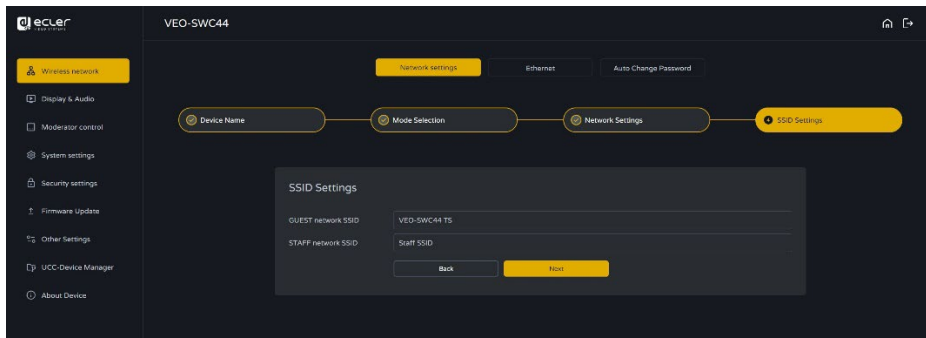 ecler
VEO-SWC44
Wireless network
Display & Audio
Moderator control
System settings
Security settings
Firmware Update
Other Settings
UCC-Device Manager
About Device
Network settings
Ethernet
Auto Change Password
Device Name
Mode Selection
Network Settings
4 SSID Settings
SSID Settings
GUEST network SSID
VEO-SWC44 TS
STAFF network SSID
Staff SSID
Back
Next